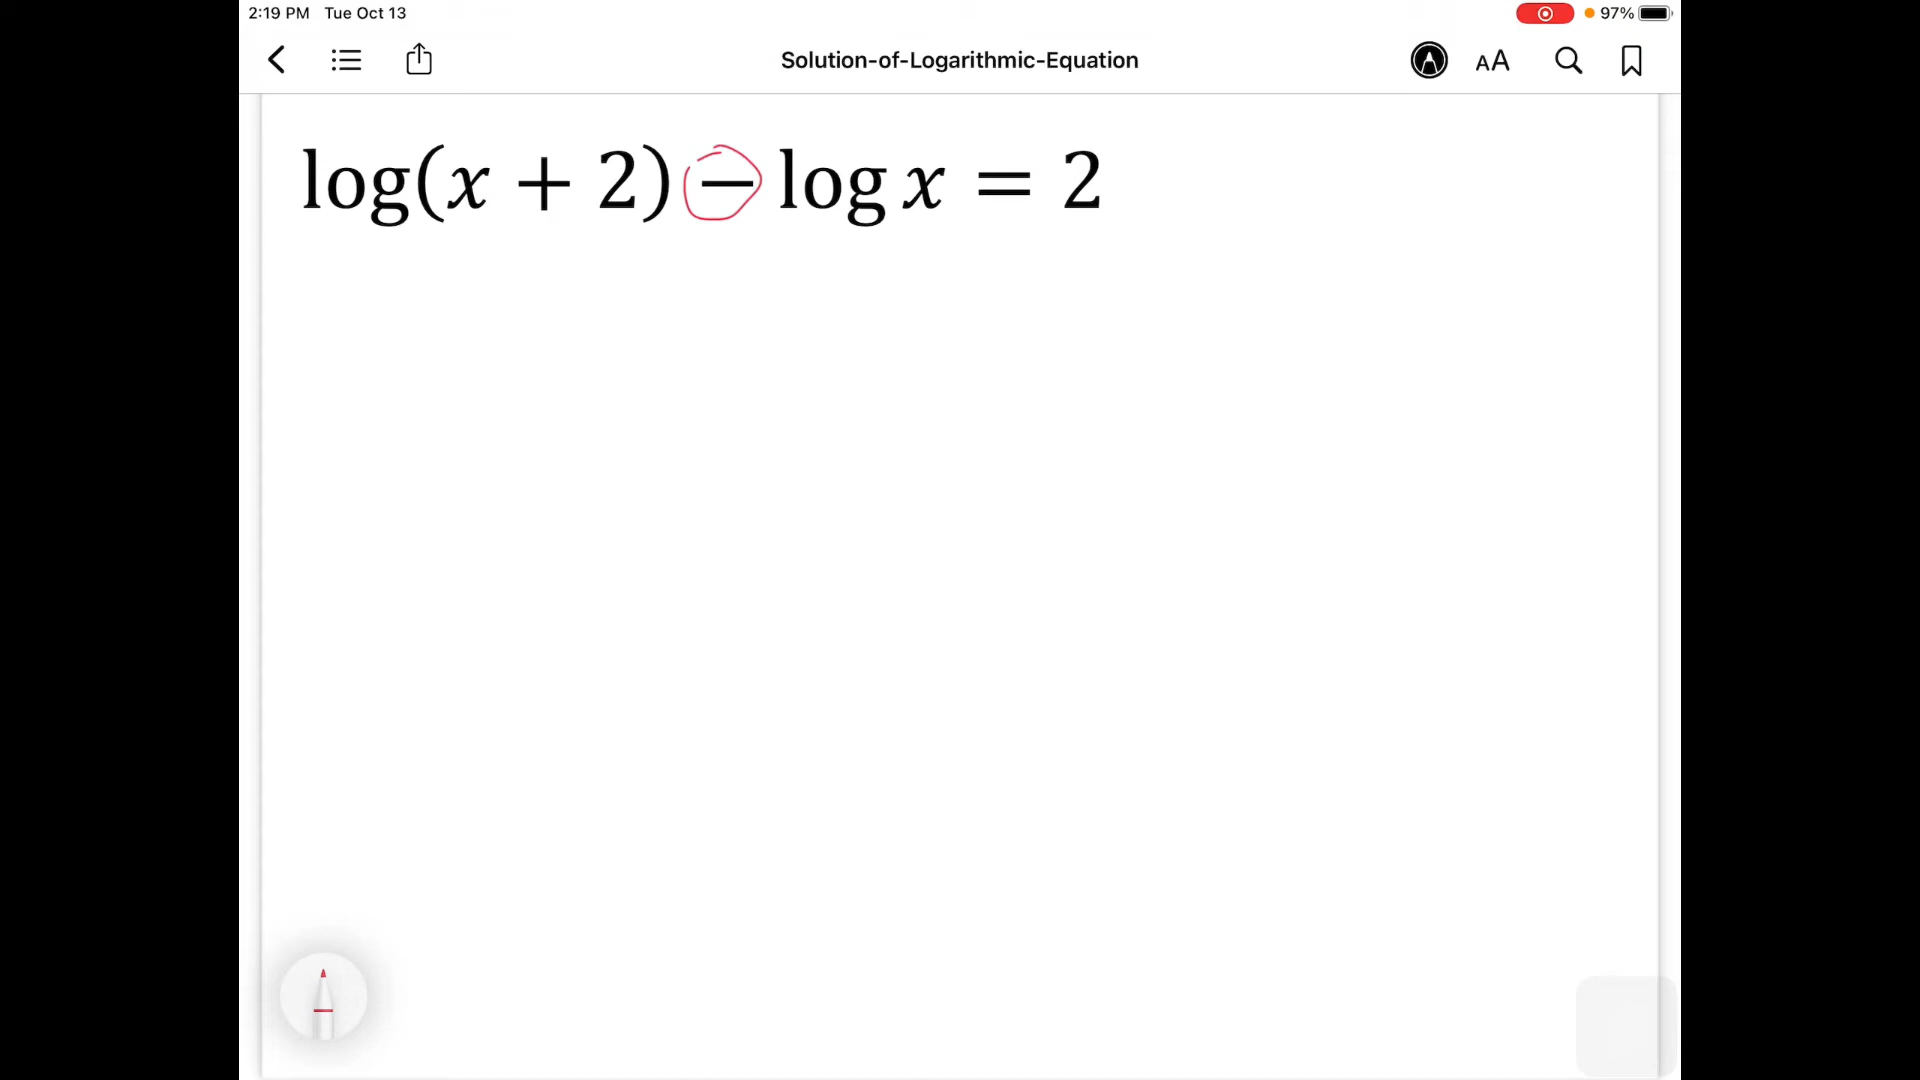 2:19 PM Tue Oct 13 97%
Solution-of-Logarithmic-Equation AA
log(x + 2) − log x = 2